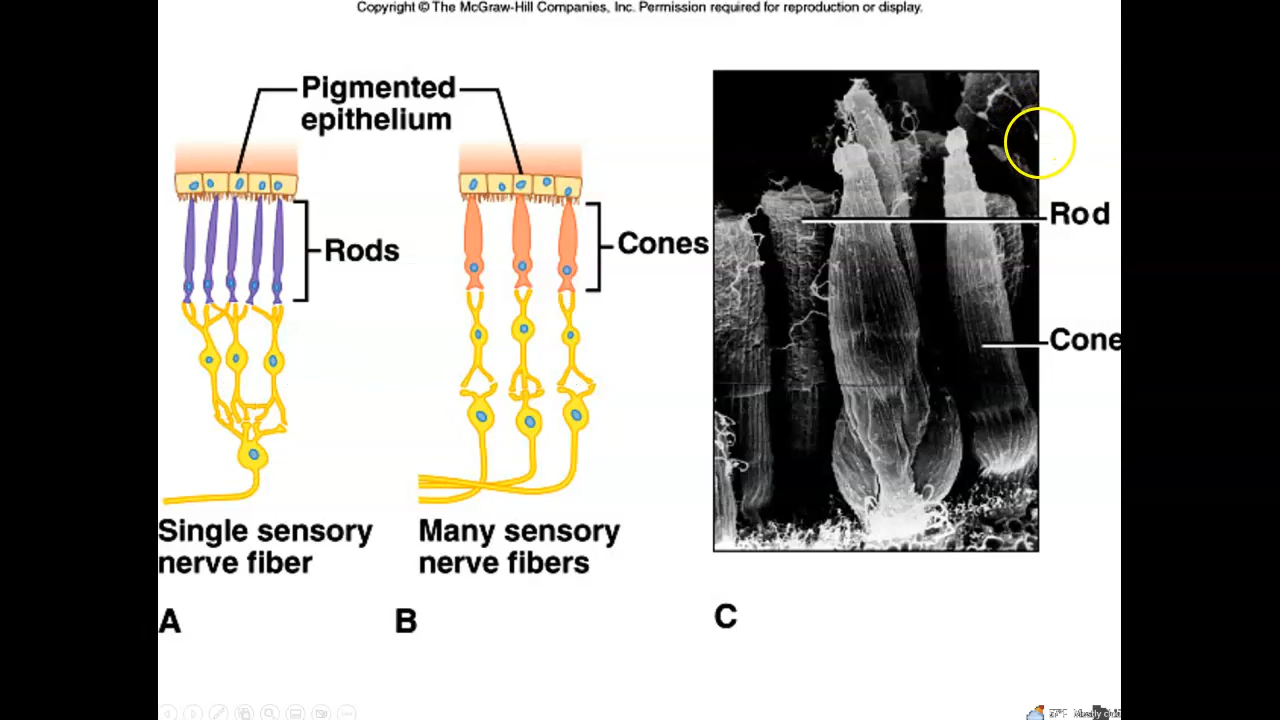 Copyright © The McGraw-Hill Companies, Inc. Permission required for reproduction or display.
Pigmented
epithelium
Rods
Cones
Rod
Cone
Single sensory
nerve fiber
Many sensory
nerve fibers
A
B
C